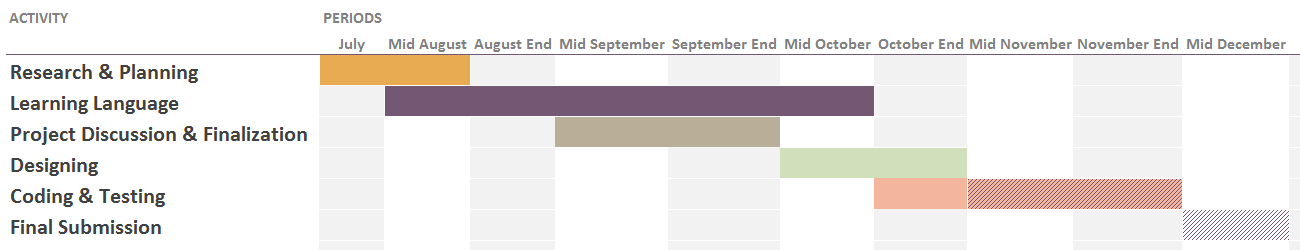 ACTIVITY PERIODS
July Mid August August End Mid September September End Mid October October End Mid November November End Mid December
Research & Planning
Learning Language
Project Discussion & Finalization
Designing
Coding & Testing
Final Submission